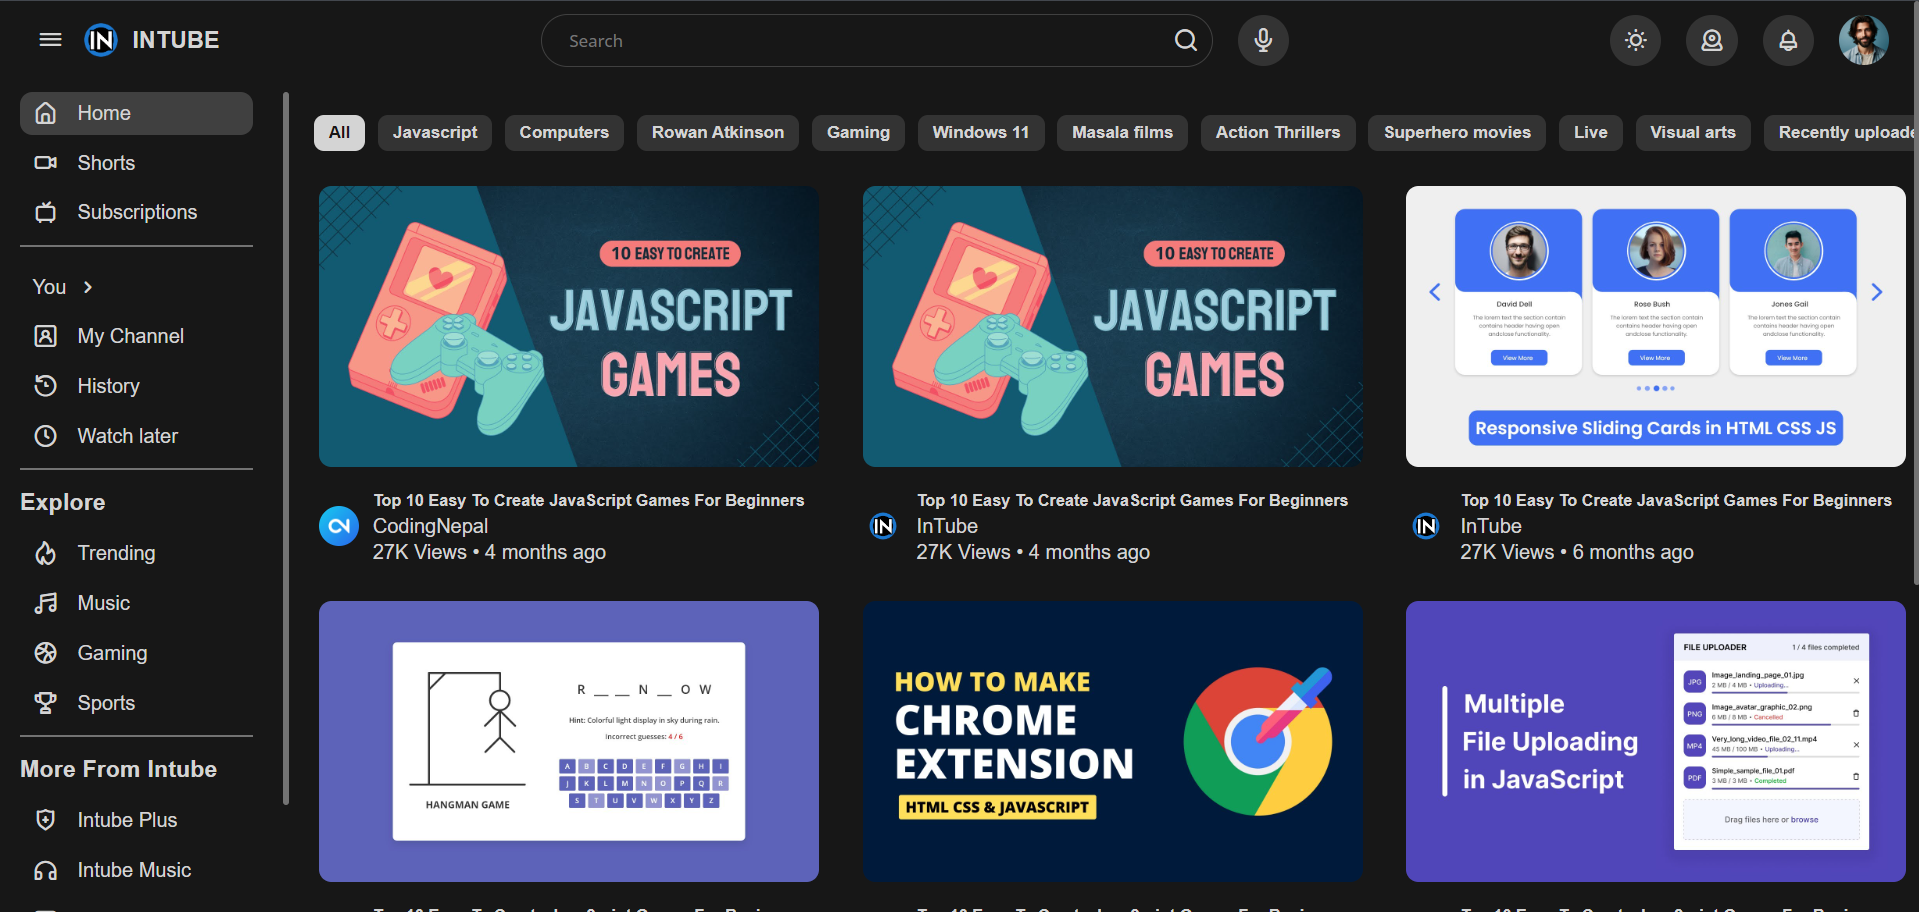 IN INTUBE
Search
Home
Shorts
Subscriptions
You
My Channel
History
Watch later
Explore
Trending
Music
Gaming
Sports
More From Intube
Intube Plus
Intube Music
All Javascript Computers Rowan Atkinson Gaming Windows 11 Masala films Action Thrillers Superhero movies Live Visual arts Recently uploade
10 EASY TO CREATE
JAVASCRIPT
GAMES
Top 10 Easy To Create JavaScript Games For Beginners
CodingNepal
27K Views • 4 months ago
10 EASY TO CREATE
JAVASCRIPT
GAMES
IN
Top 10 Easy To Create JavaScript Games For Beginners
InTube
27K Views • 4 months ago
David Dell Rose Bush Jones Gail
The lorem text the section contain The lorem text the section contain The lorem text the section contain
contains header having open contains header having open contains header having open
andclose functionality. andclose functionality. andclose functionality.
View More View More View More
Responsive Sliding Cards in HTML CSS JS
IN
Top 10 Easy To Create JavaScript Games For Beginners
InTube
27K Views • 6 months ago
R __ __ N __ O W
Hint: Colorful light display in sky during rain.
Incorrect guesses: 4 / 6
A B C D E F G H I
J K L M N O P Q R
S T U V W X Y Z
HANGMAN GAME
HOW TO MAKE
CHROME
EXTENSION
HTML CSS & JAVASCRIPT
Multiple
File Uploading
in JavaScript
FILE UPLOADER 1 / 4 files completed
JPG Image_landing_page_01.jpg
2 MB / 4 MB • Uploading...
PNG Image_avatar_graphic_02.png
6 MB / 8 MB • Cancelled
MP4 Very_long_video_file_02_11.mp4
45 MB / 100 MB • Uploading...
PDF Simple_sample_file_01.pdf
3 MB / 3 MB • Completed
Drag files here or browse